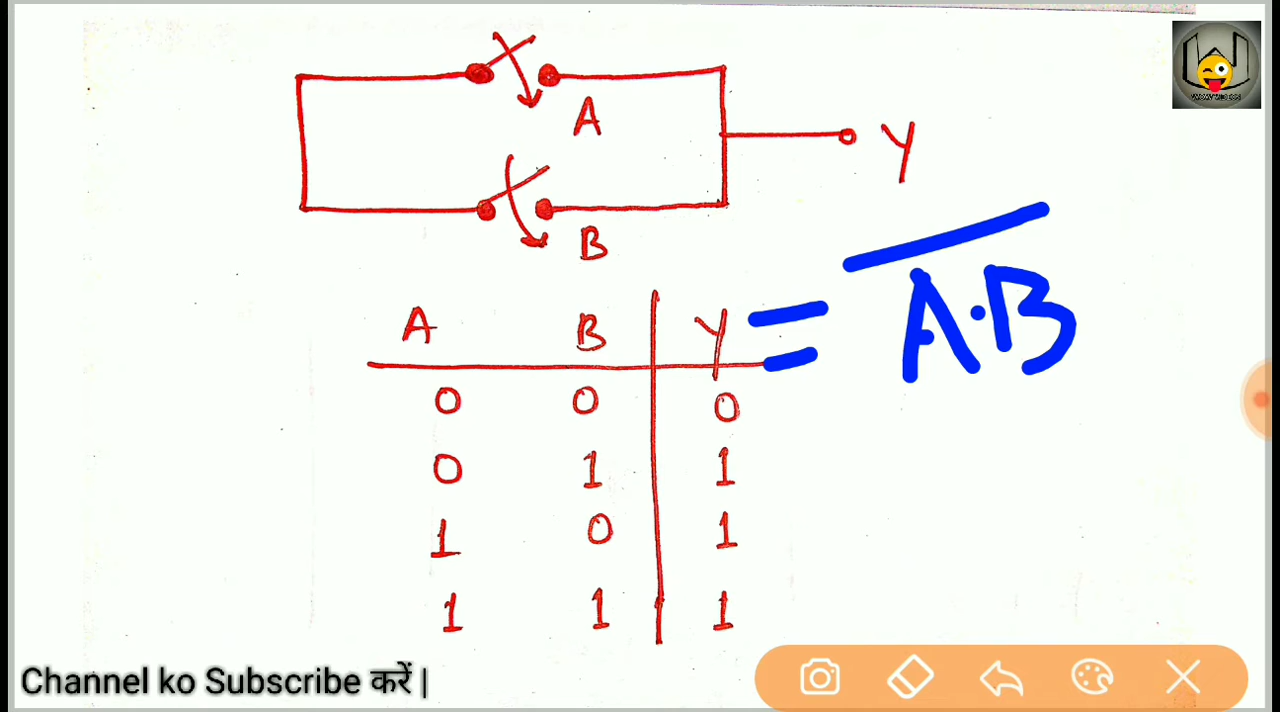 A
Y
B
A B Y = A·B
0 0 0
0 1 1
1 0 1
1 1 1
Channel ko Subscribe करें |